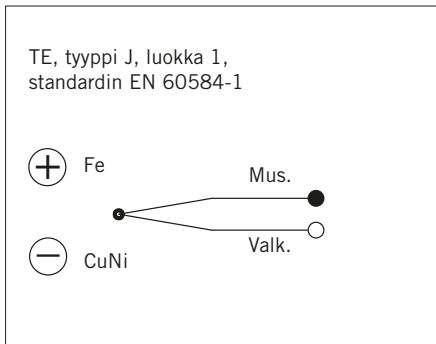 TE, tyyppi J, luokka 1,
standardin EN 60584-1
Fe
Mus.
Valk.
CuNi